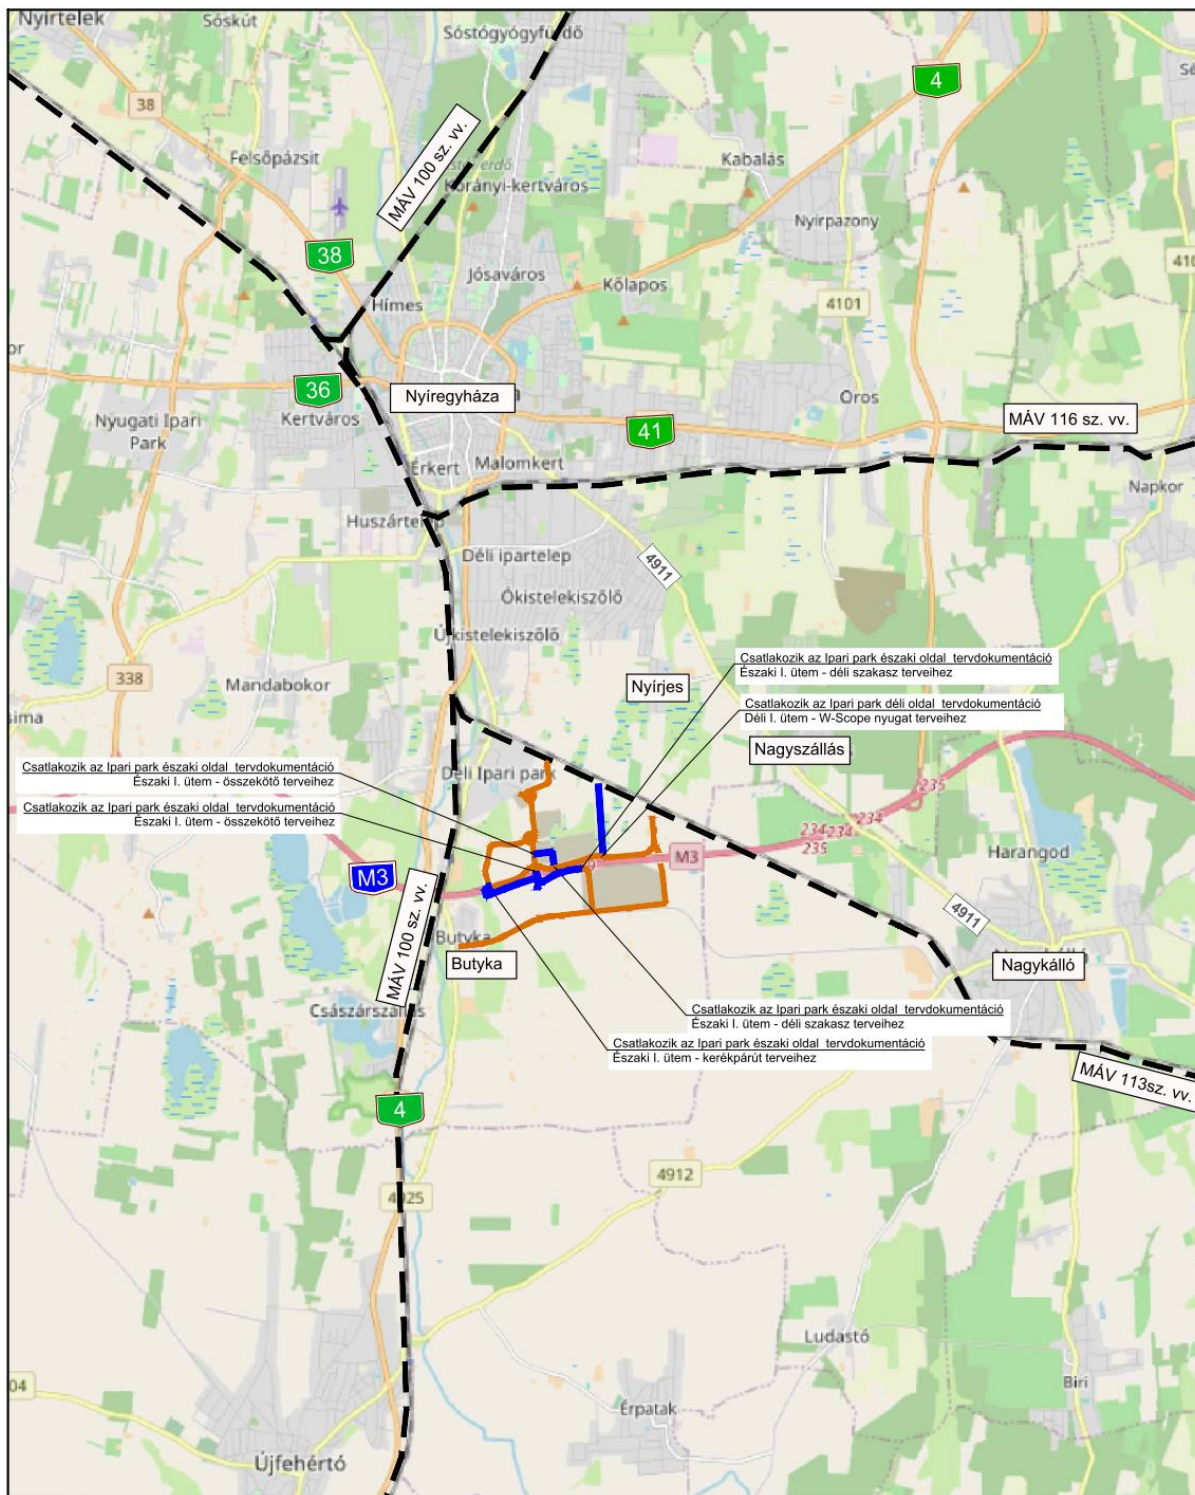 Nyírtelek
Sóskút
Sóstógyógyfürdő
4
38
MÁV 100 sz. vv.
Felsőpázsit
Kabalás
Korányi-kertváros
Nyírpazony
38
Jósaváros
Kőlapos
4101
Hímes
36
Nyíregyháza
Kertváros
Oros
Nyugati Ipari
Park
41
MÁV 116 sz. vv.
Érkert
Malomkert
Napkor
Huszártelep
Déli ipartelep
4911
Ókistelekiszőlő
Újkistelekiszőlő
338
Mandabokor
Nyírjes
Csatlakozik az Ipari park északi oldal tervdokumentáció
Északi I. ütem - déli szakasz terveihez
Csatlakozik az Ipari park déli oldal tervdokumentáció
Déli I. ütem - W-Scope nyugat terveihez
Nagyszállás
Csatlakozik az Ipari park északi oldal tervdokumentáció
Északi I. ütem - összekötő terveihez
Déli Ipari park
235
Csatlakozik az Ipari park északi oldal tervdokumentáció
Északi I. ütem - összekötő terveihez
234
234
235
M3
Harangod
M3
MÁV 100 sz. vv.
4911
Butyka
Butyka
Nagykálló
Császárszállás
Csatlakozik az Ipari park északi oldal tervdokumentáció
Északi I. ütem - déli szakasz terveihez
Csatlakozik az Ipari park északi oldal tervdokumentáció
Északi I. ütem - kerékpárút terveihez
MÁV 113sz. vv.
4
4912
4925
Ludastó
Biri
04
Érpatak
Újfehértó